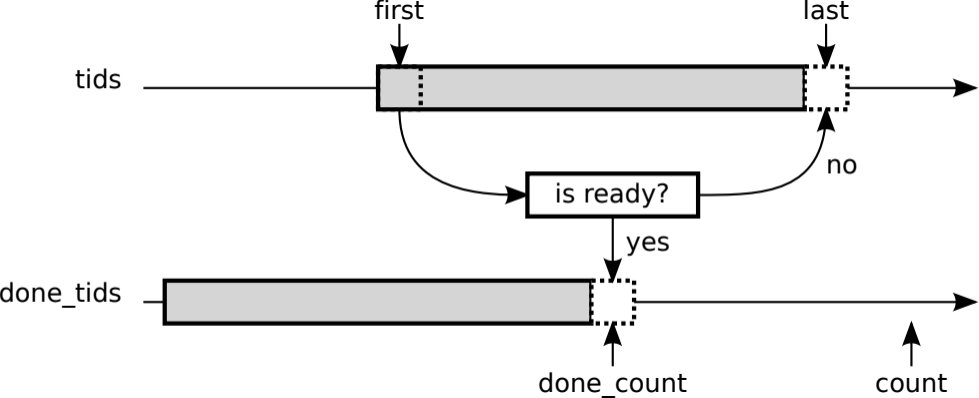 first
last
tids
no
is ready?
yes
done_tids
done_count
count